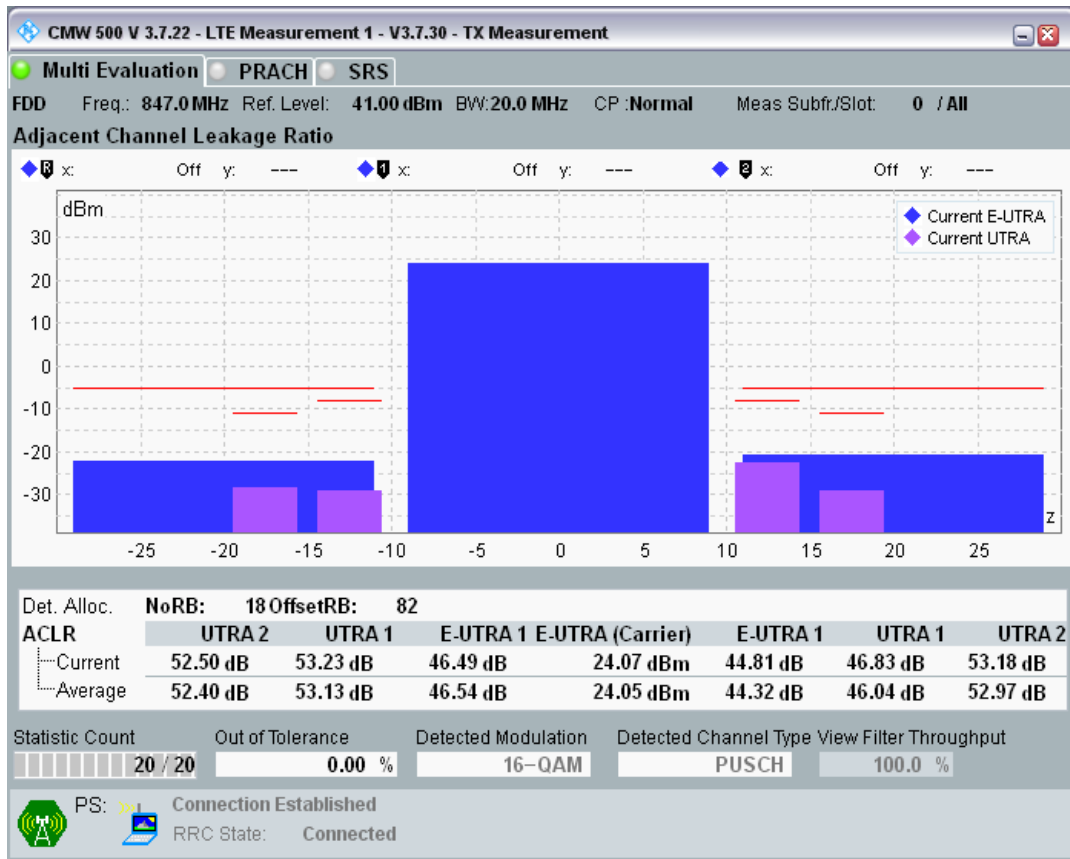 CMW 500 V 3.7.22 - LTE Measurement 1 - V3.7.30 - TX Measurement
Multi Evaluation PRACH SRS
FDD Freq.: 847.0 MHz Ref. Level: 41.00 dBm BW:20.0 MHz CP :Normal Meas Subfr./Slot: 0 / All
Adjacent Channel Leakage Ratio
R x: Off y: --- 1 x: Off y: --- 2 x: Off y: ---
dBm
Current E-UTRA
Current UTRA
30
20
10
0
-10
-20
-30
z
-25 -20 -15 -10 -5 0 5 10 15 20 25
Det. Alloc. NoRB: 18 OffsetRB: 82
ACLR UTRA 2 UTRA 1 E-UTRA 1 E-UTRA (Carrier) E-UTRA 1 UTRA 1 UTRA 2
Current 52.50 dB 53.23 dB 46.49 dB 24.07 dBm 44.81 dB 46.83 dB 53.18 dB
Average 52.40 dB 53.13 dB 46.54 dB 24.05 dBm 44.32 dB 46.04 dB 52.97 dB
Statistic Count Out of Tolerance Detected Modulation Detected Channel Type View Filter Throughput
20 / 20 0.00 % 16-QAM PUSCH 100.0 %
PS: Connection Established
RRC State: Connected